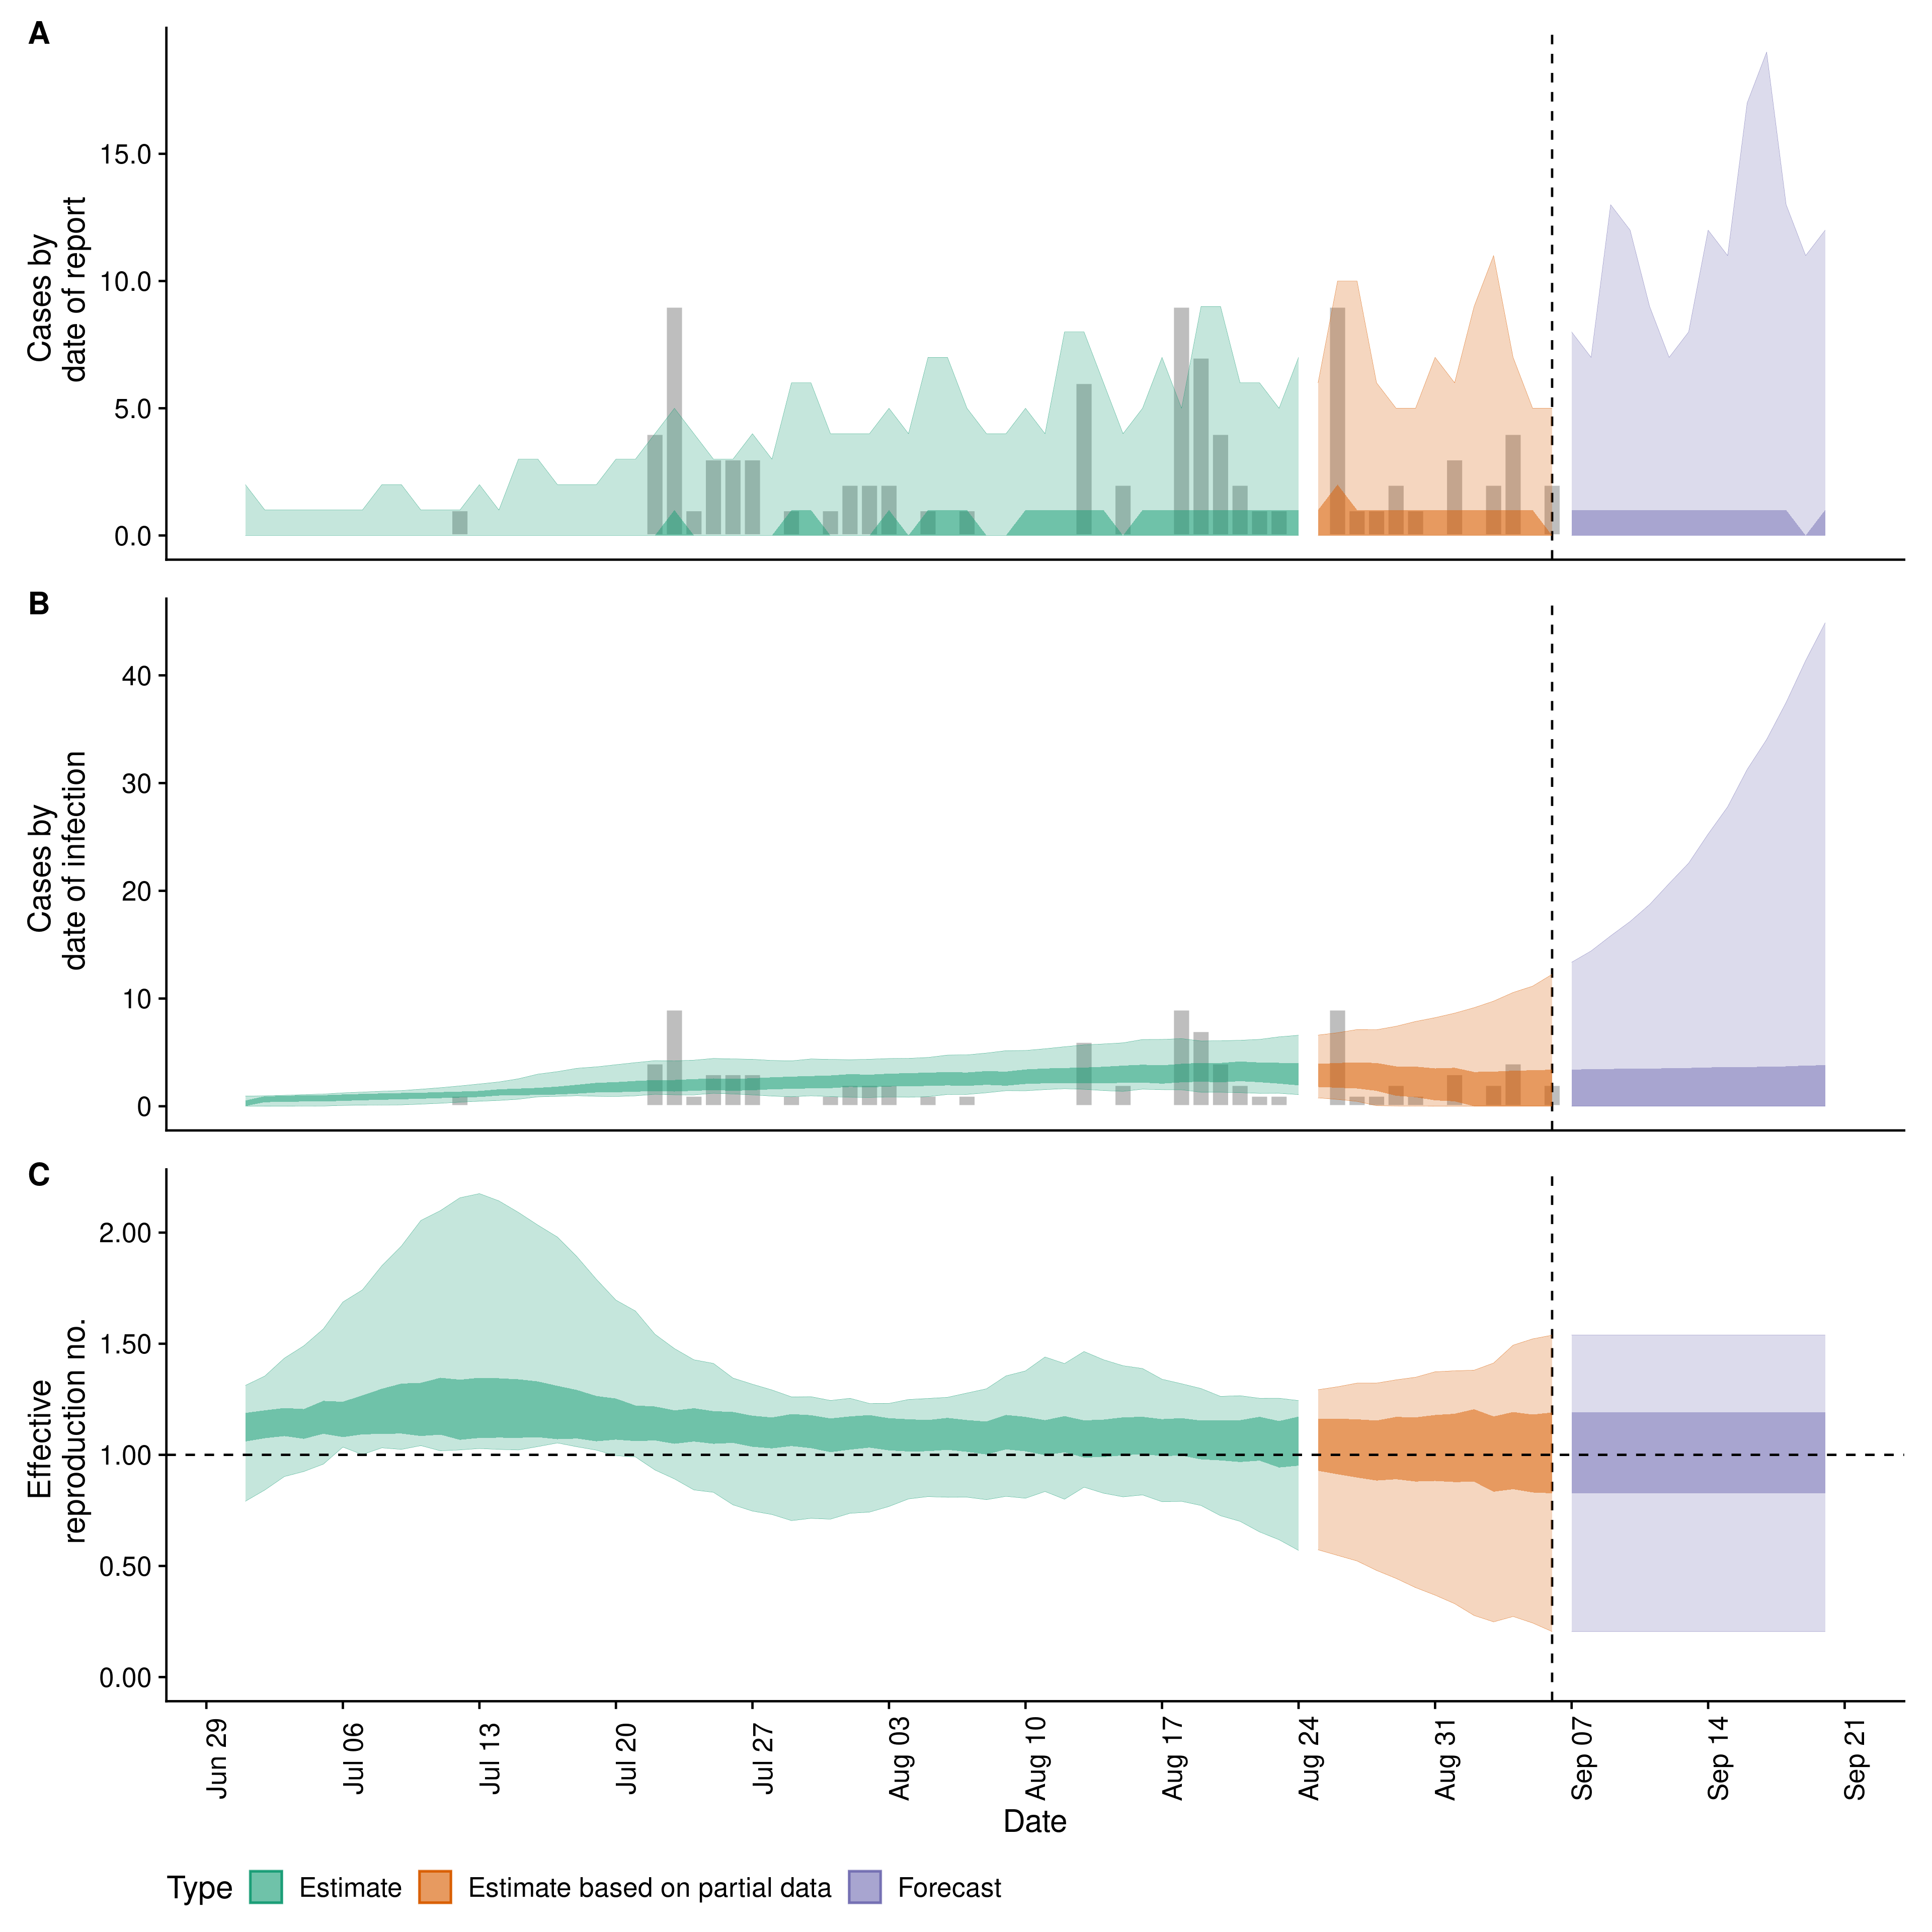 A
Cases by
date of report
15.0
10.0
5.0
0.0
B
Cases by
date of infection
40
30
20
10
0
C
Effective
reproduction no.
2.00
1.50
1.00
0.50
0.00
Jun 29
Jul 06
Jul 13
Jul 20
Jul 27
Aug 03
Aug 10
Aug 17
Aug 24
Aug 31
Sep 07
Sep 14
Sep 21
Date
Type Estimate Estimate based on partial data Forecast